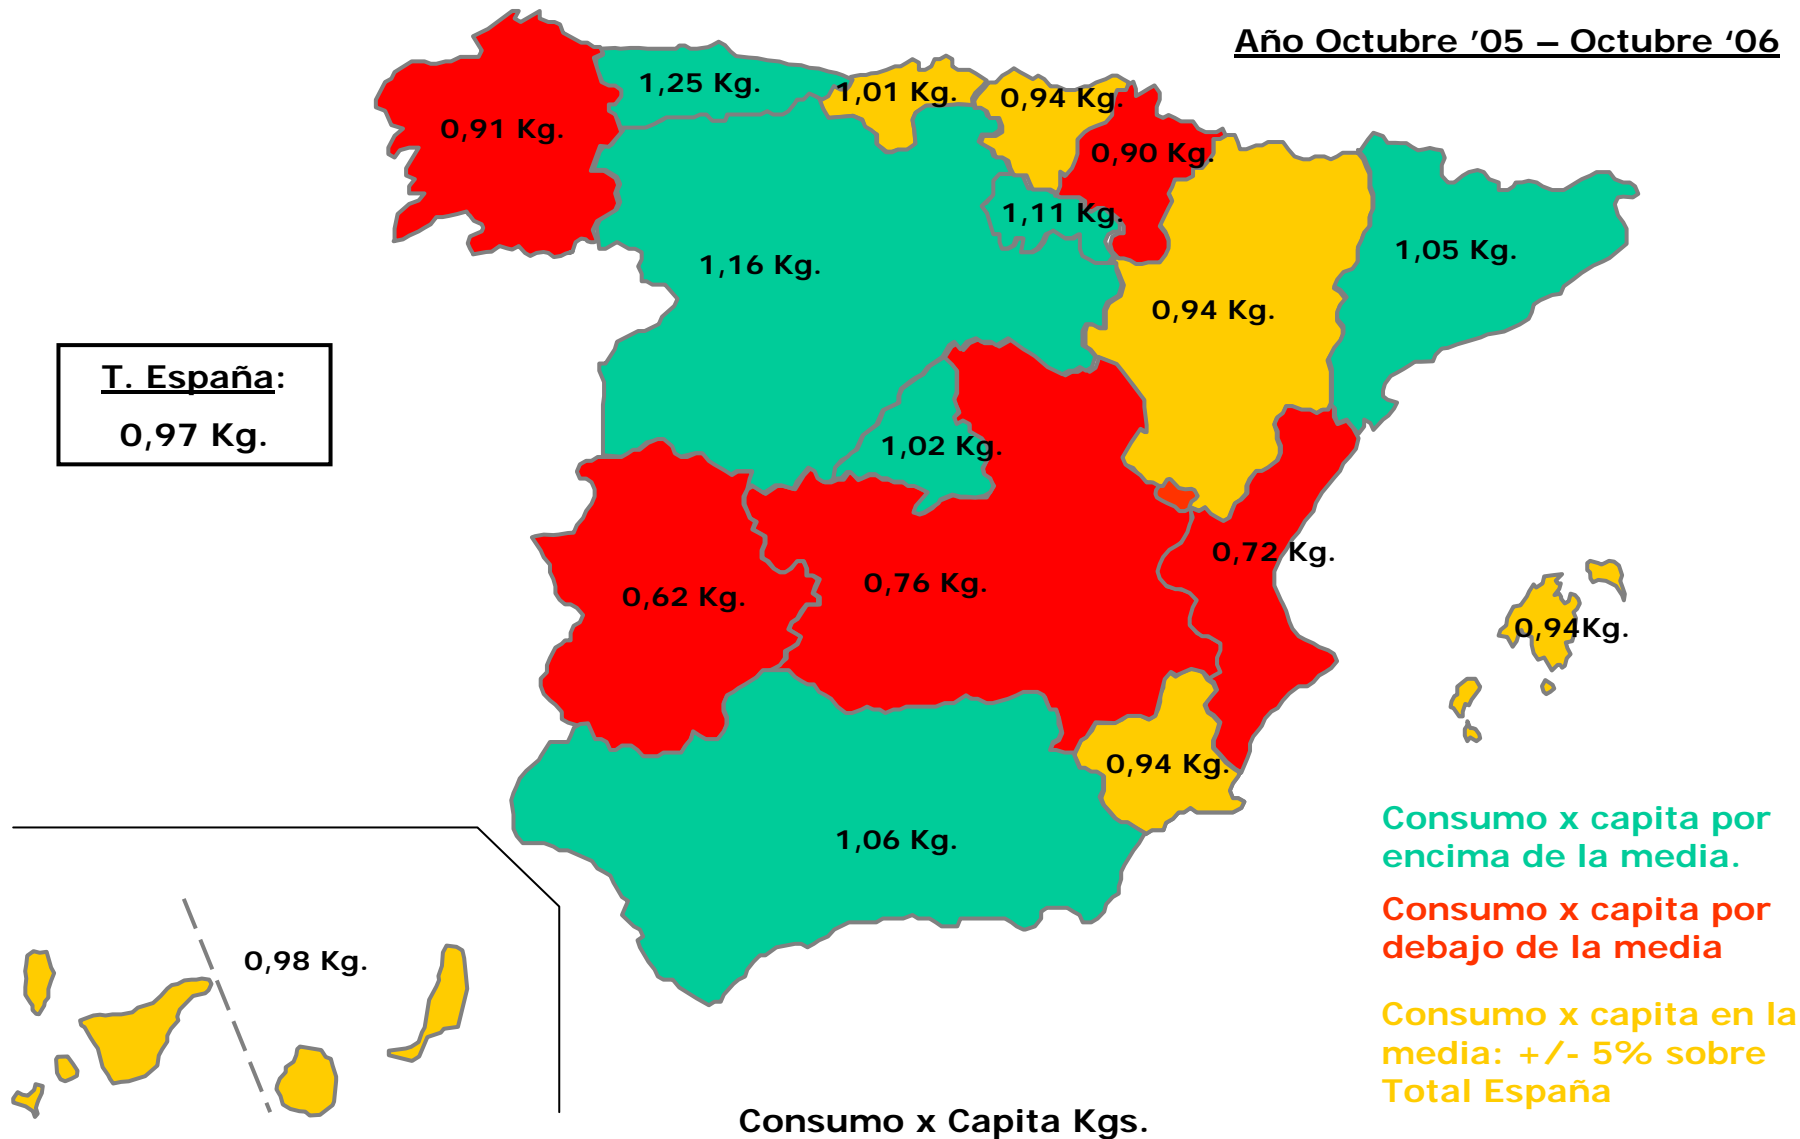 Año Octubre ’05 – Octubre ‘06
1,25 Kg.
1,01 Kg.
0,94 Kg.
0,91 Kg.
0,90 Kg.
1,11 Kg.
1,16 Kg.
1,05 Kg.
0,94 Kg.
T. España:
0,97 Kg.
1,02 Kg.
0,72 Kg.
0,62 Kg.
0,76 Kg.
0,94Kg.
0,94 Kg.
1,06 Kg.
0,98 Kg.
Consumo x capita por
encima de la media.
Consumo x capita por
debajo de la media
Consumo x capita en la
media: +/- 5% sobre
Total España
Consumo x Capita Kgs.